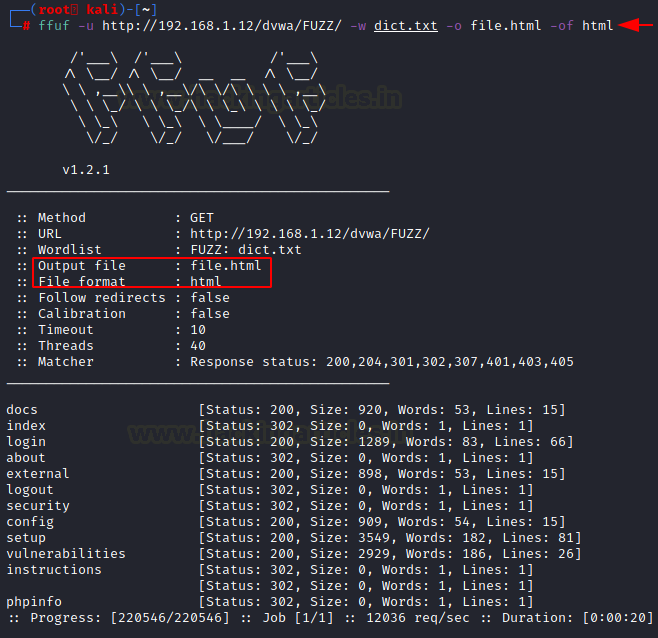 ┌──(root💀 kali)-[~]
└─# ffuf -u http://192.168.1.12/dvwa/FUZZ/ -w dict.txt -o file.html -of html
v1.2.1
:: Method : GET
:: URL : http://192.168.1.12/dvwa/FUZZ/
:: Wordlist : FUZZ: dict.txt
:: Output file : file.html
:: File format : html
:: Follow redirects : false
:: Calibration : false
:: Timeout : 10
:: Threads : 40
:: Matcher : Response status: 200,204,301,302,307,401,403,405
docs [Status: 200, Size: 920, Words: 53, Lines: 15]
index [Status: 302, Size: 0, Words: 1, Lines: 1]
login [Status: 200, Size: 1289, Words: 83, Lines: 66]
about [Status: 302, Size: 0, Words: 1, Lines: 1]
external [Status: 200, Size: 898, Words: 53, Lines: 15]
logout [Status: 302, Size: 0, Words: 1, Lines: 1]
security [Status: 302, Size: 0, Words: 1, Lines: 1]
config [Status: 200, Size: 909, Words: 54, Lines: 15]
setup [Status: 200, Size: 3549, Words: 182, Lines: 81]
vulnerabilities [Status: 200, Size: 2929, Words: 186, Lines: 26]
instructions [Status: 302, Size: 0, Words: 1, Lines: 1]
[Status: 302, Size: 0, Words: 1, Lines: 1]
phpinfo [Status: 302, Size: 0, Words: 1, Lines: 1]
:: Progress: [220546/220546] :: Job [1/1] :: 12036 req/sec :: Duration: [0:00:20]